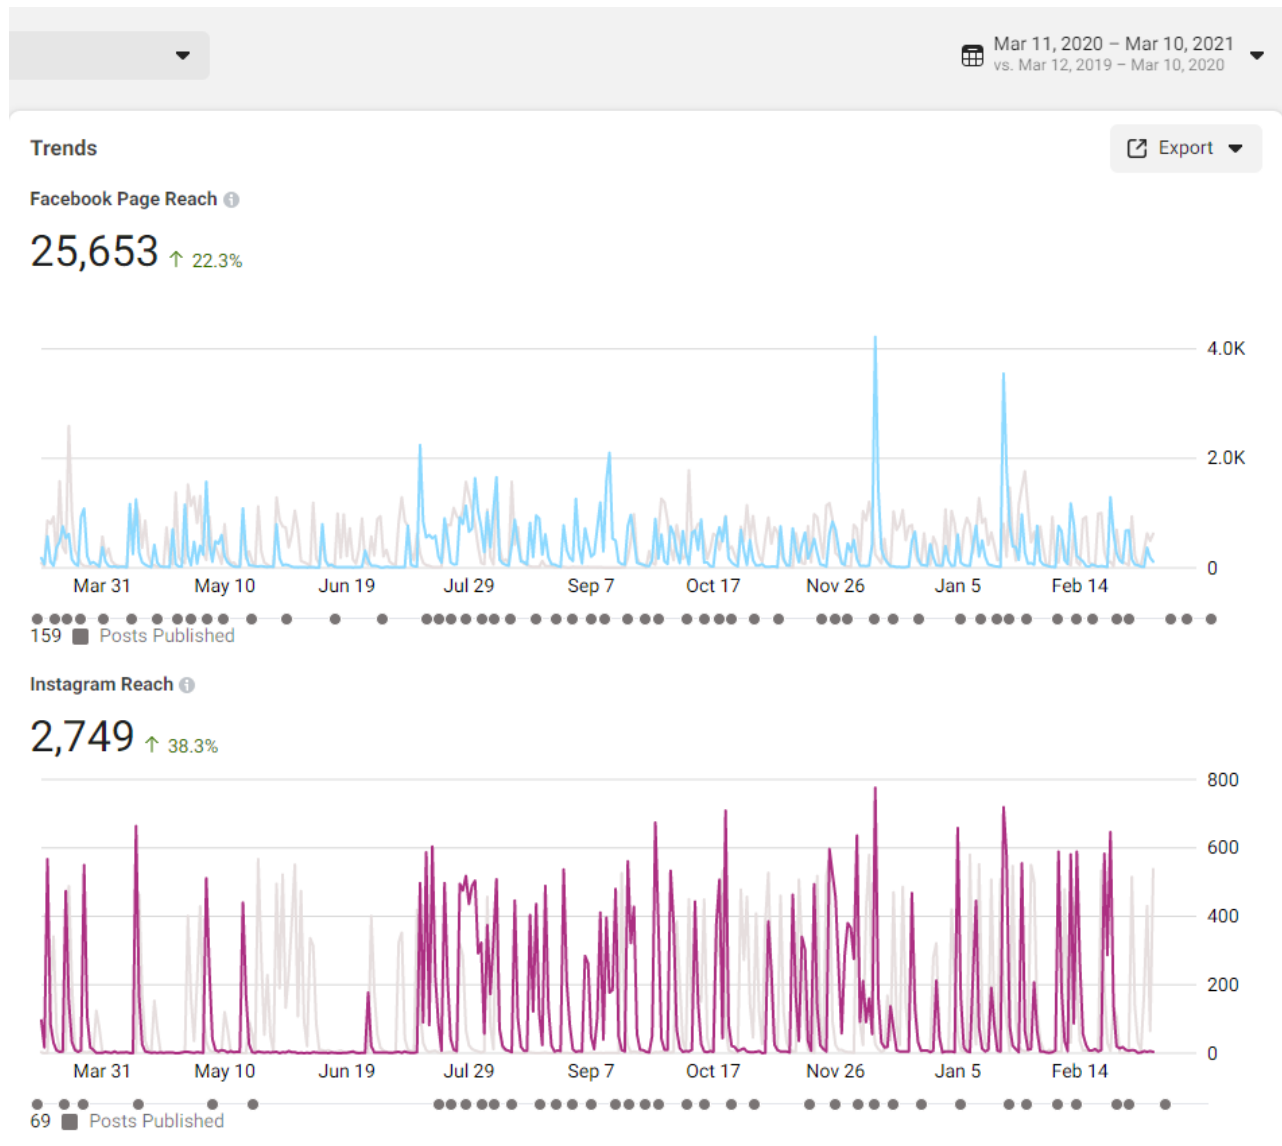 Mar 11, 2020 – Mar 10, 2021
vs. Mar 12, 2019 – Mar 10, 2020
Trends
Export
Facebook Page Reach
25,653 ↑ 22.3%
4.0K
2.0K
0
Mar 31 May 10 Jun 19 Jul 29 Sep 7 Oct 17 Nov 26 Jan 5 Feb 14
159 Posts Published
Instagram Reach
2,749 ↑ 38.3%
800
600
400
200
0
Mar 31 May 10 Jun 19 Jul 29 Sep 7 Oct 17 Nov 26 Jan 5 Feb 14
69 Posts Published